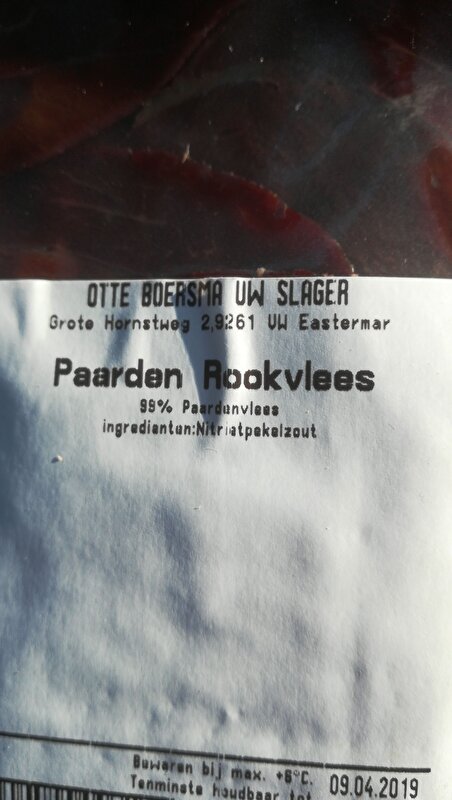 OTTE BOERSMA UW SLAGER
Grote Hornstweg 2,9261 VW Eastermar
Paarden Rookvlees
99% Paardenvlees
ingredienten:Nitrietpekelzout
Bewaren bij max. +6°C.
Tenminste houdbaar tot 09.04.2019